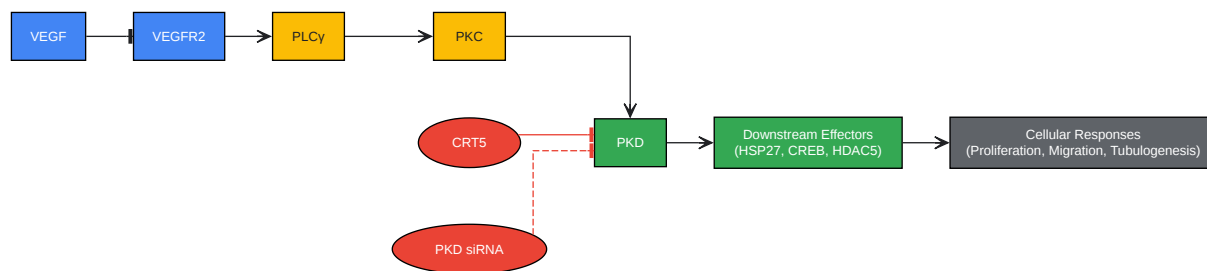 VEGF
VEGFR2
PLCγ
PKC
CRT5
PKD
Downstream Effectors
(HSP27, CREB, HDAC5)
Cellular Responses
(Proliferation, Migration, Tubulogenesis)
PKD siRNA